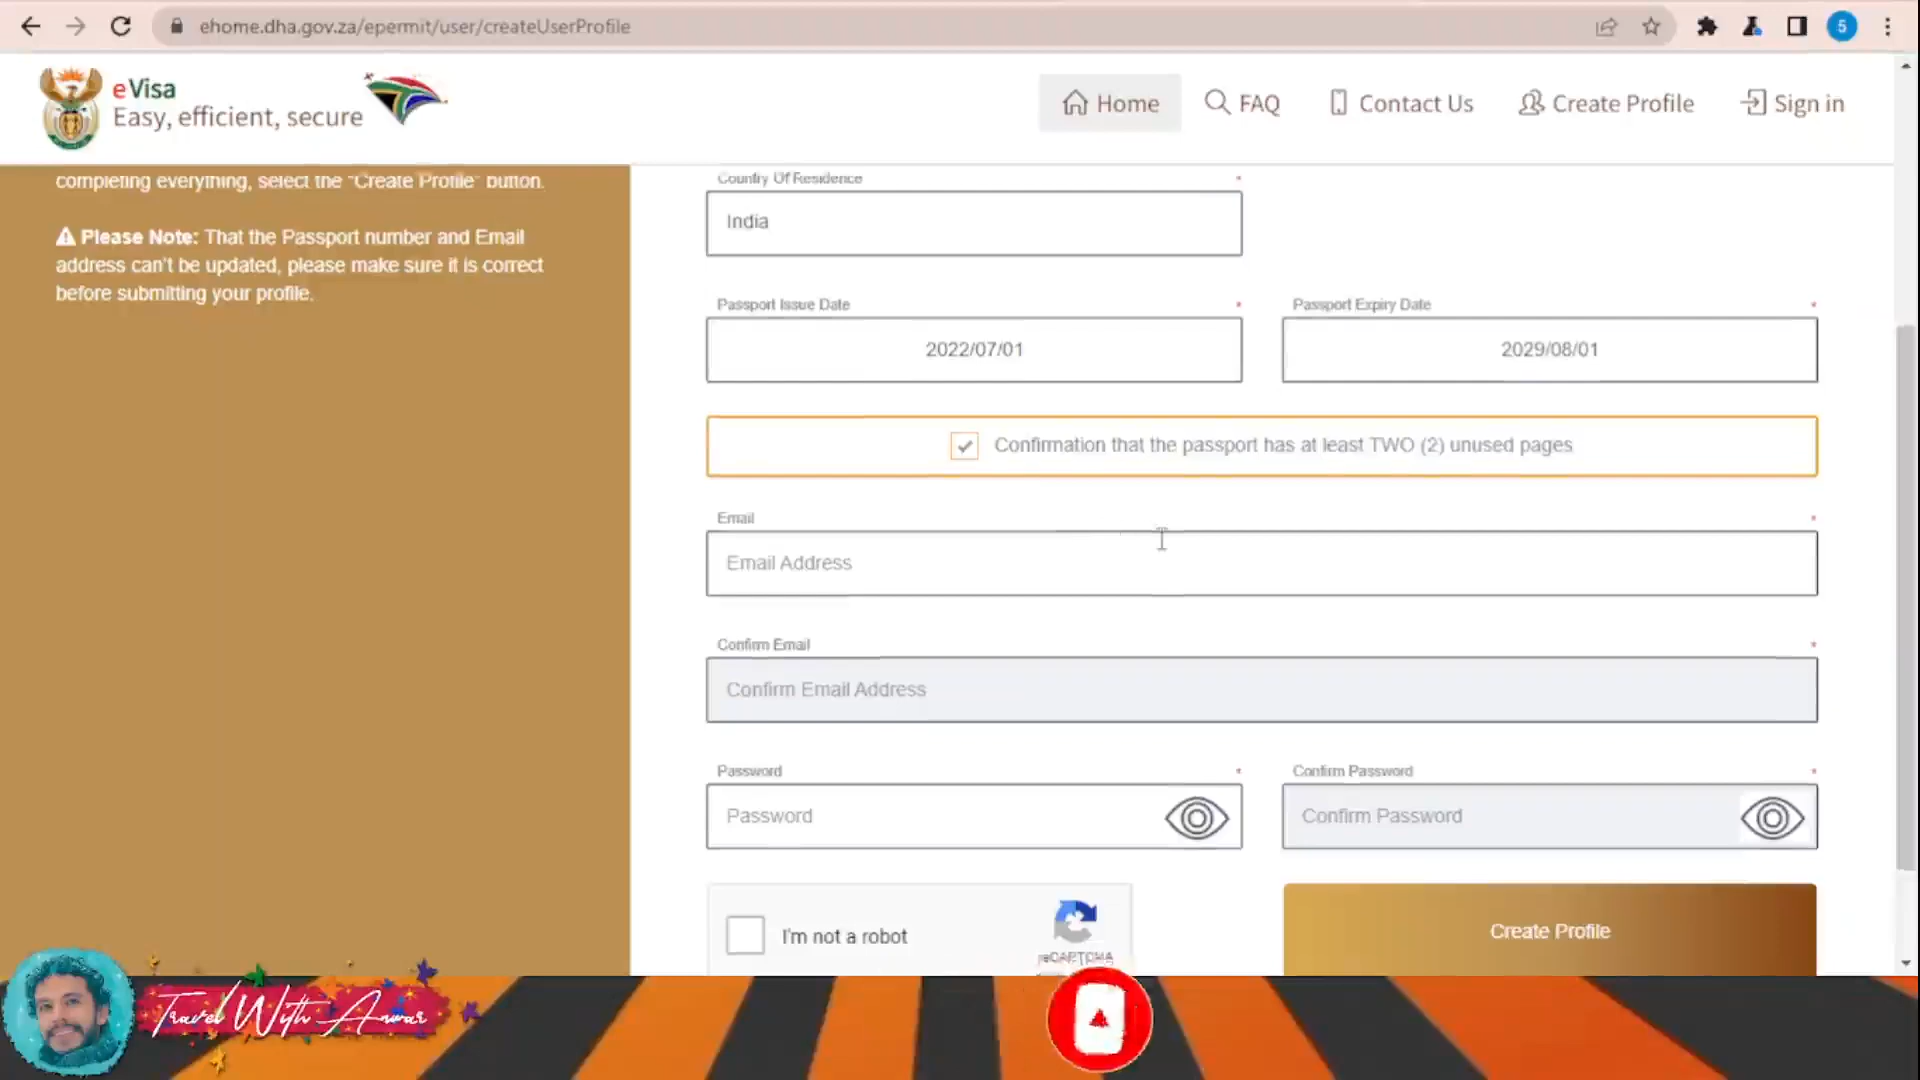 ehome.dha.gov.za/epermit/user/createUserProfile
5
eVisa
Easy, efficient, secure
Home
FAQ
Contact Us
Create Profile
Sign in
completing everything, select the "Create Profile" button.
Please Note: That the Passport number and Email
address can't be updated, please make sure it is correct
before submitting your profile.
Country Of Residence *
India
Passport Issue Date *
Passport Expiry Date *
2022/07/01
2029/08/01
Confirmation that the passport has at least TWO (2) unused pages
Email *
Email Address
Confirm Email *
Confirm Email Address
Password *
Confirm Password *
Password
Confirm Password
I'm not a robot
reCAPTCHA
Create Profile
Travel With Anwar